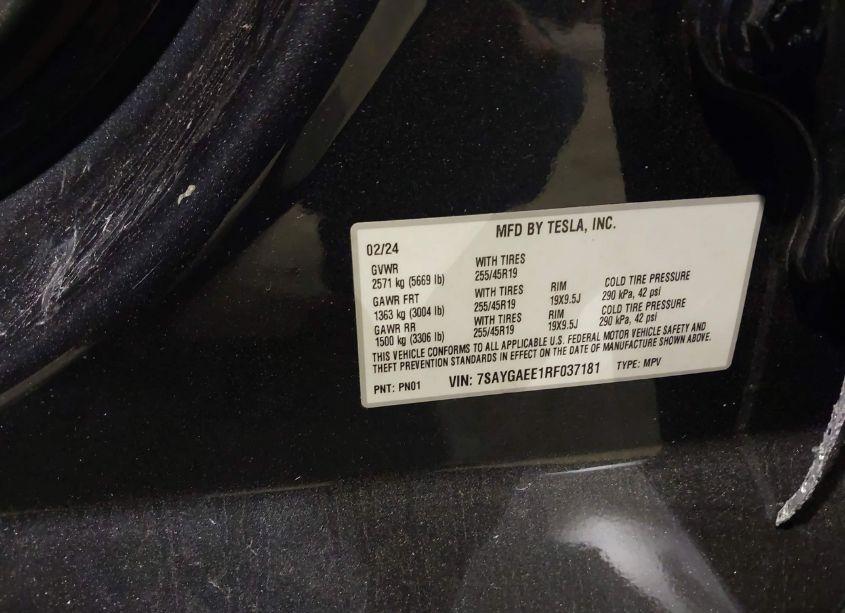 MFD BY TESLA, INC.
02/24
GVWR WITH TIRES
2571 kg (5669 lb) 255/45R19
GAWR FRT WITH TIRES RIM COLD TIRE PRESSURE
1363 kg (3004 lb) 255/45R19 19X9.5J 290 kPa, 42 psi
GAWR RR WITH TIRES RIM COLD TIRE PRESSURE
1500 kg (3306 lb) 255/45R19 19X9.5J 290 kPa, 42 psi
THIS VEHICLE CONFORMS TO ALL APPLICABLE U.S. FEDERAL MOTOR VEHICLE SAFETY AND
THEFT PREVENTION STANDARDS IN EFFECT ON THE DATE OF MANUFACTURE SHOWN ABOVE.
PNT: PN01 VIN: 7SAYGAEE1RF037181 TYPE: MPV